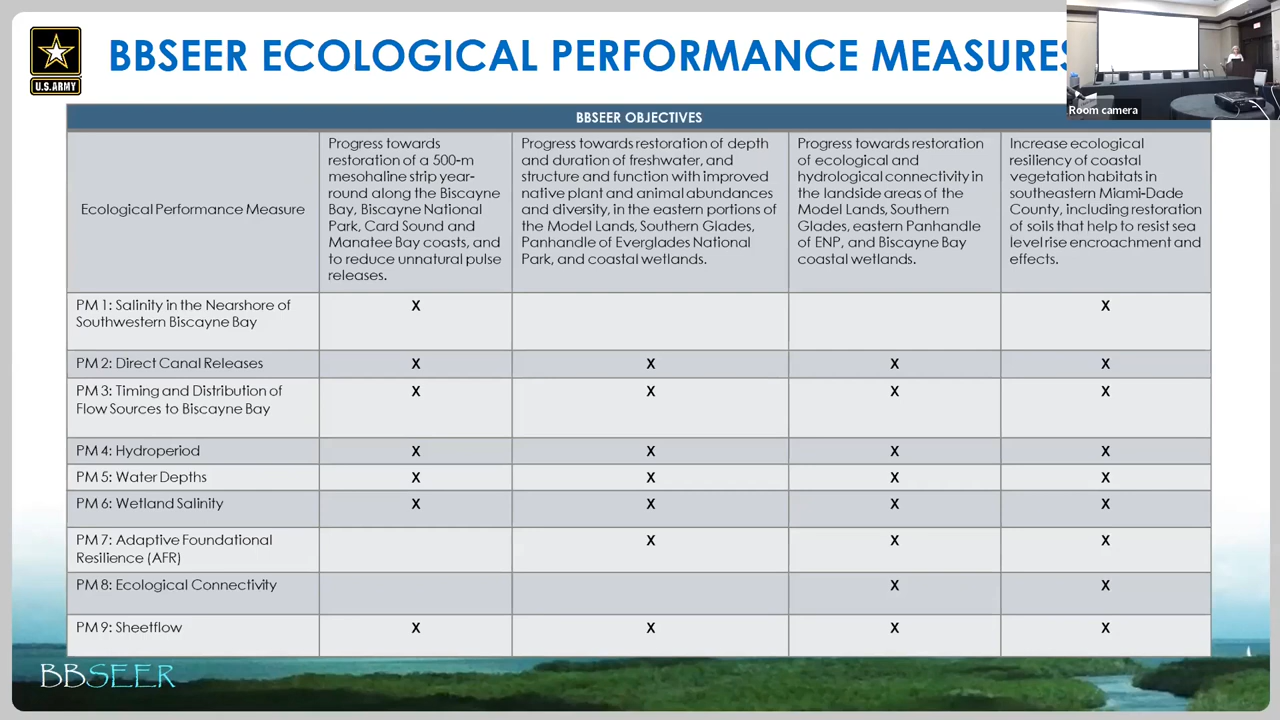 BBSEER ECOLOGICAL PERFORMANCE MEASURES
U.S.ARMY
Room camera
BBSEER OBJECTIVES
Ecological Performance Measure
Progress towards
restoration of a 500-m
mesohaline strip year-
round along the Biscayne
Bay, Biscayne National
Park, Card Sound and
Manatee Bay coasts, and
to reduce unnatural pulse
releases.
Progress towards restoration of depth
and duration of freshwater, and
structure and function with improved
native plant and animal abundances
and diversity, in the eastern portions of
the Model Lands, Southern Glades,
Panhandle of Everglades National
Park, and coastal wetlands.
Progress towards restoration
of ecological and
hydrological connectivity in
the landside areas of the
Model Lands, Southern
Glades, eastern Panhandle
of ENP, and Biscayne Bay
coastal wetlands.
Increase ecological
resiliency of coastal
vegetation habitats in
southeastern Miami-Dade
County, including restoration
of soils that help to resist sea
level rise encroachment and
effects.
PM 1: Salinity in the Nearshore of
Southwestern Biscayne Bay
X X
PM 2: Direct Canal Releases X X X X
PM 3: Timing and Distribution of
Flow Sources to Biscayne Bay
X X X X
PM 4: Hydroperiod X X X X
PM 5: Water Depths X X X X
PM 6: Wetland Salinity X X X X
PM 7: Adaptive Foundational
Resilience (AFR)
X X X
PM 8: Ecological Connectivity X X
PM 9: Sheetflow X X X X
BBSEER